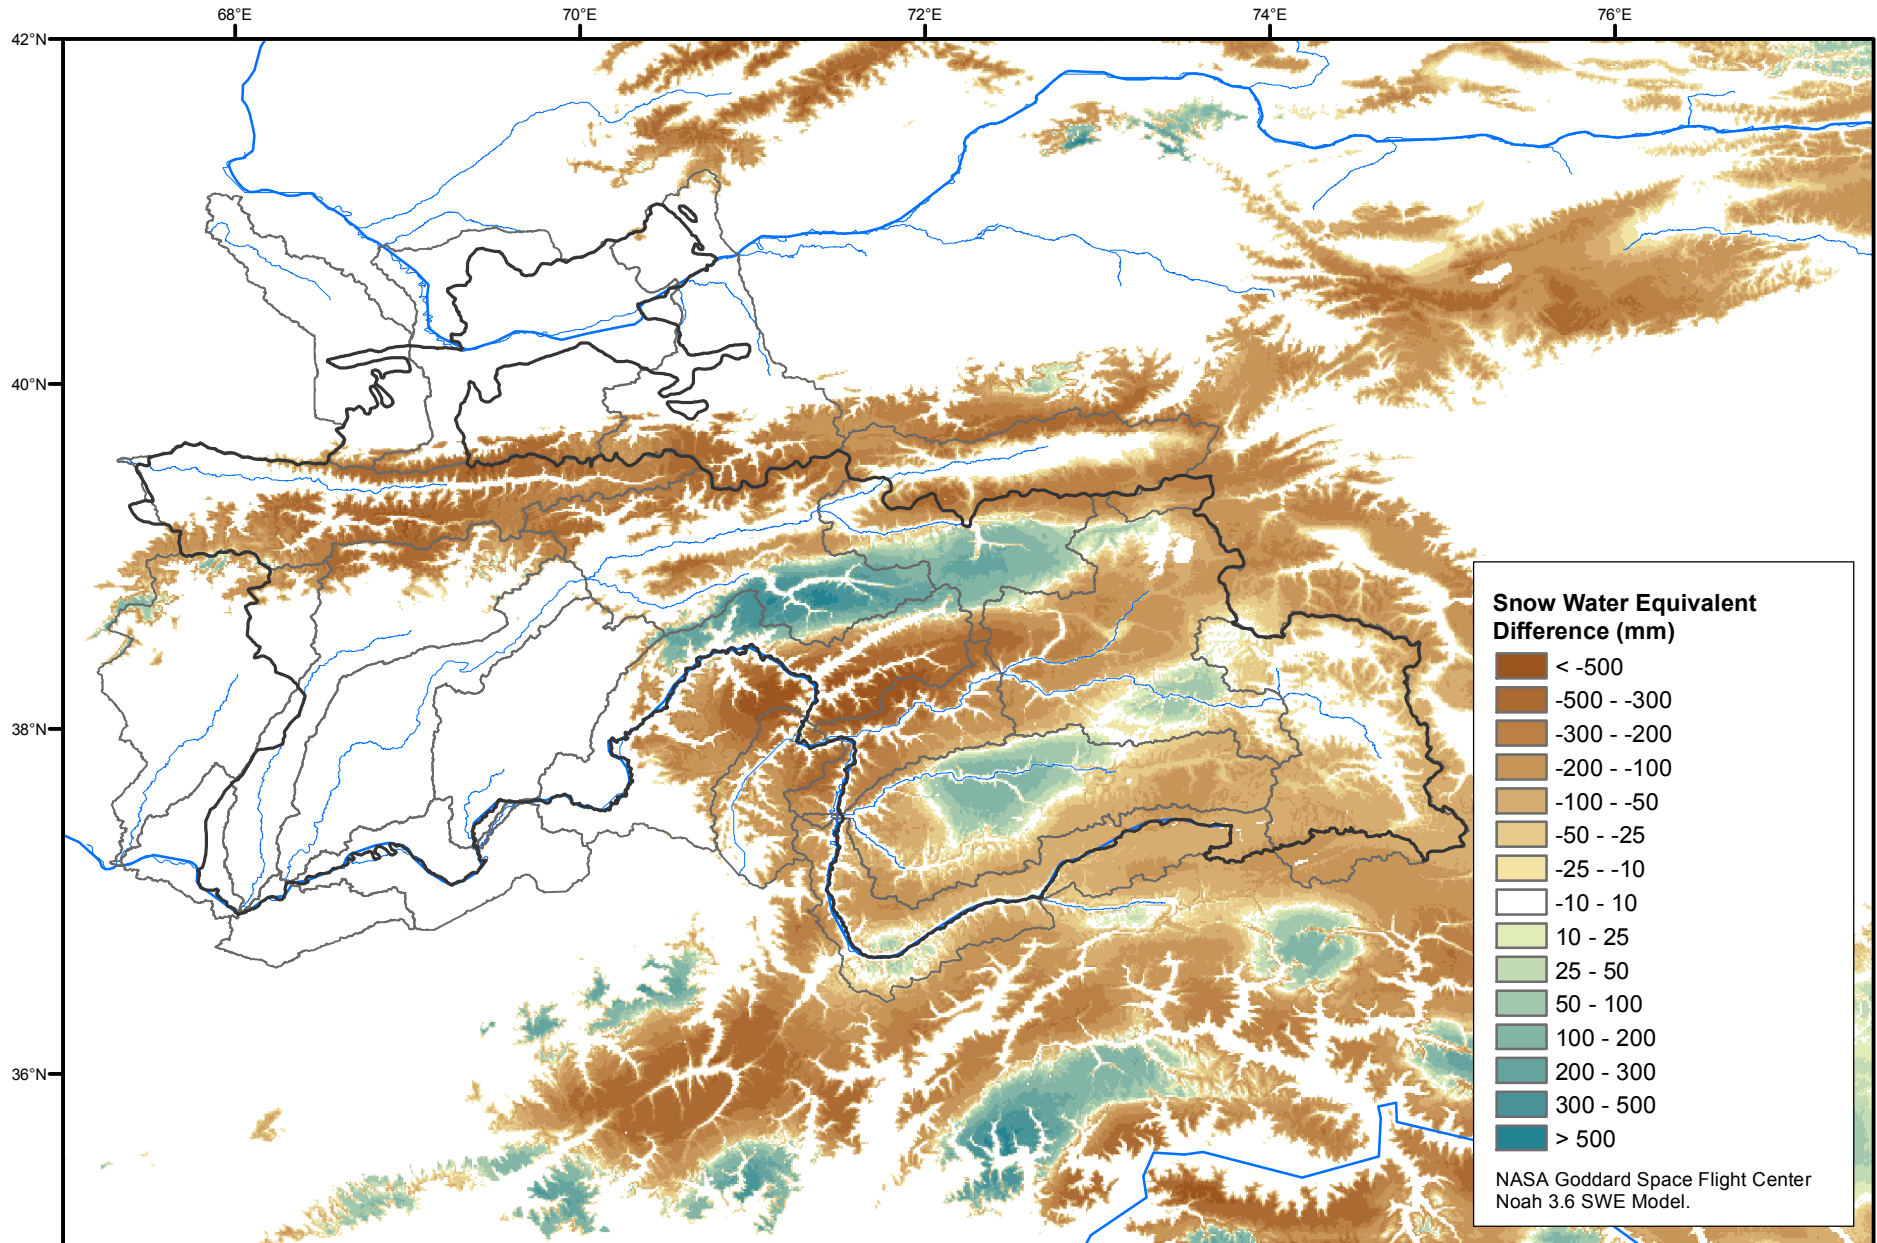 68°E
70°E
72°E
74°E
76°E
42°N
40°N
38°N
36°N
Snow Water Equivalent
Difference (mm)
< -500
-500 - -300
-300 - -200
-200 - -100
-100 - -50
-50 - -25
-25 - -10
-10 - 10
10 - 25
25 - 50
50 - 100
100 - 200
200 - 300
300 - 500
> 500
NASA Goddard Space Flight Center
Noah 3.6 SWE Model.